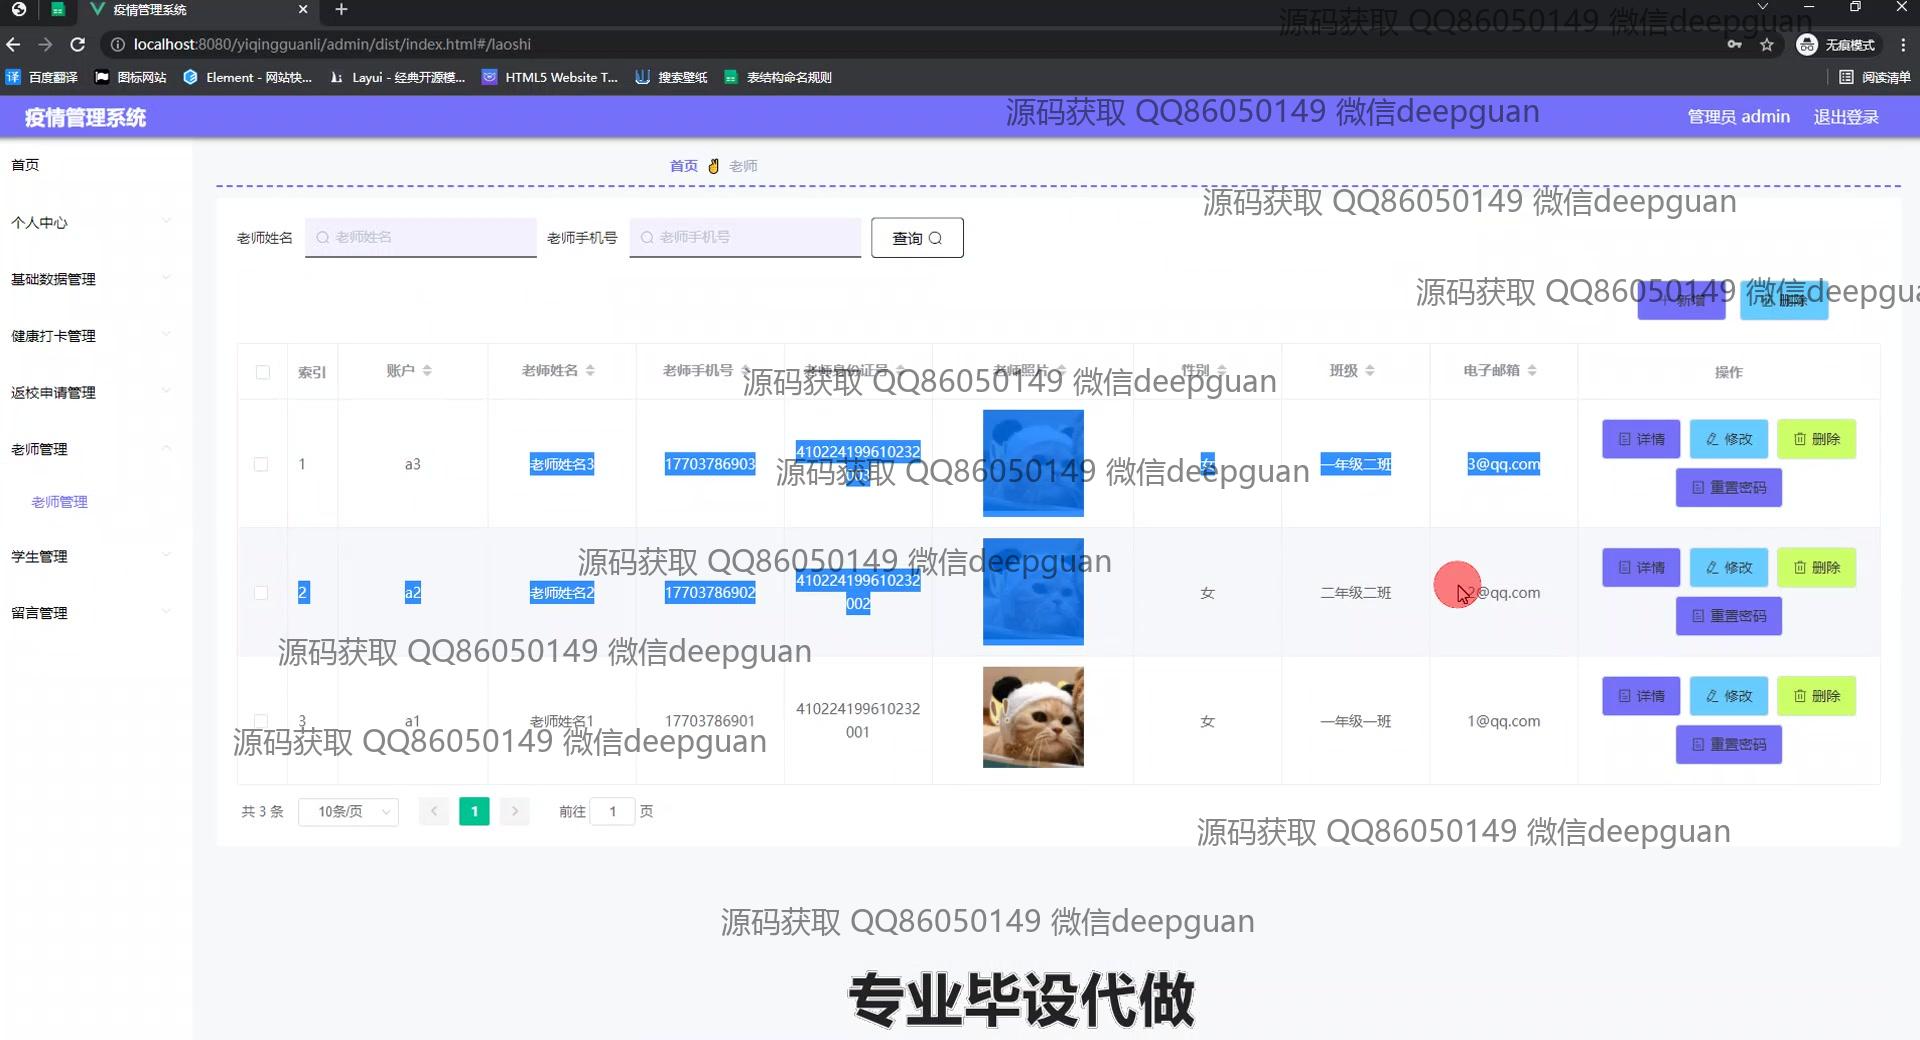 疫情管理系统
源码获取 QQ86050149 微信deepguan
localhost:8080/yiqingguanli/admin/dist/index.html#/laoshi
无痕模式
百度翻译 图标网站 Element - 网站快... Layui - 经典开源模... HTML5 Website T... 搜索壁纸 表结构命名规则 阅读清单
疫情管理系统 源码获取 QQ86050149 微信deepguan 管理员 admin 退出登录
首页
首页 老师
源码获取 QQ86050149 微信deepguan
个人中心
老师姓名 老师姓名 老师手机号 老师手机号 查询
基础数据管理
源码获取 QQ86050149 微信deepgua
新增 删除
健康打卡管理
索引 账户 老师姓名 老师手机号 老师身份证号 老师照片 性别 班级 电子邮箱 操作
源码获取 QQ86050149 微信deepguan
返校申请管理
老师管理
老师管理
学生管理
留言管理
1 a3 老师姓名3 17703786903 410224199610232
003 女 一年级二班 3@qq.com 详情 修改 删除
重置密码
源码获取 QQ86050149 微信deepguan
源码获取 QQ86050149 微信deepguan
2 a2 老师姓名2 17703786902 410224199610232
002 女 二年级二班 2@qq.com 详情 修改 删除
重置密码
源码获取 QQ86050149 微信deepguan
3 a1 老师姓名1 17703786901 410224199610232
001 女 一年级一班 1@qq.com 详情 修改 删除
重置密码
源码获取 QQ86050149 微信deepguan
共 3 条 10条/页 1 前往 1 页
源码获取 QQ86050149 微信deepguan
源码获取 QQ86050149 微信deepguan
专业毕设代做